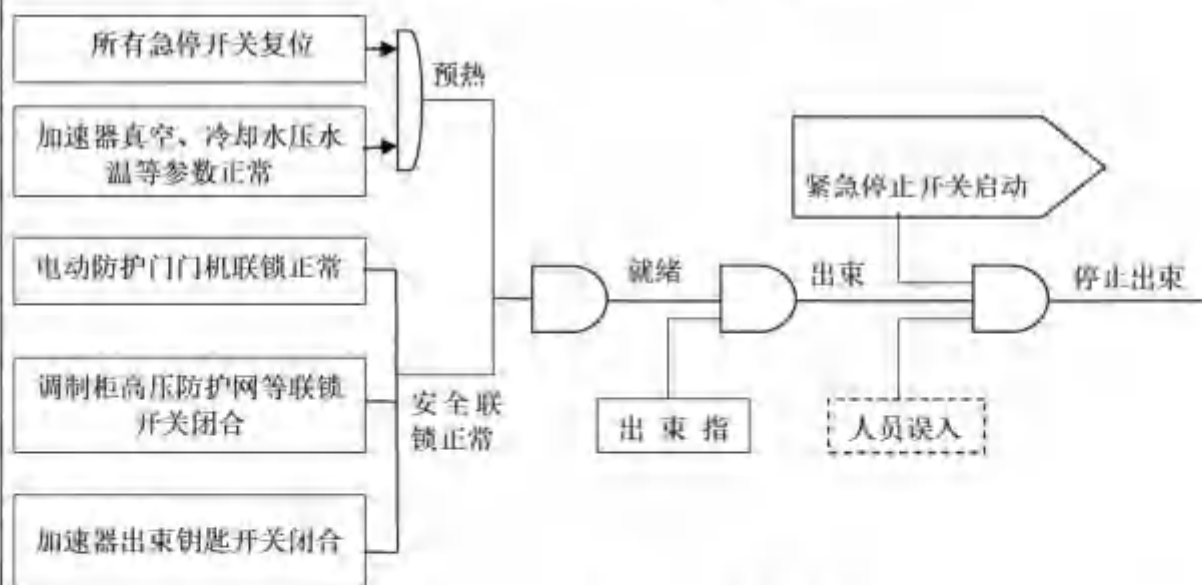 所有急停开关复位
预热
加速器真空、冷却水压水
温等参数正常
紧急停止开关启动
电动防护门门机联锁正常
就绪
出束
停止出束
调制柜高压防护网等联锁
开关闭合
安全联
锁正常
出束指
人员误入
加速器出束钥匙开关闭合